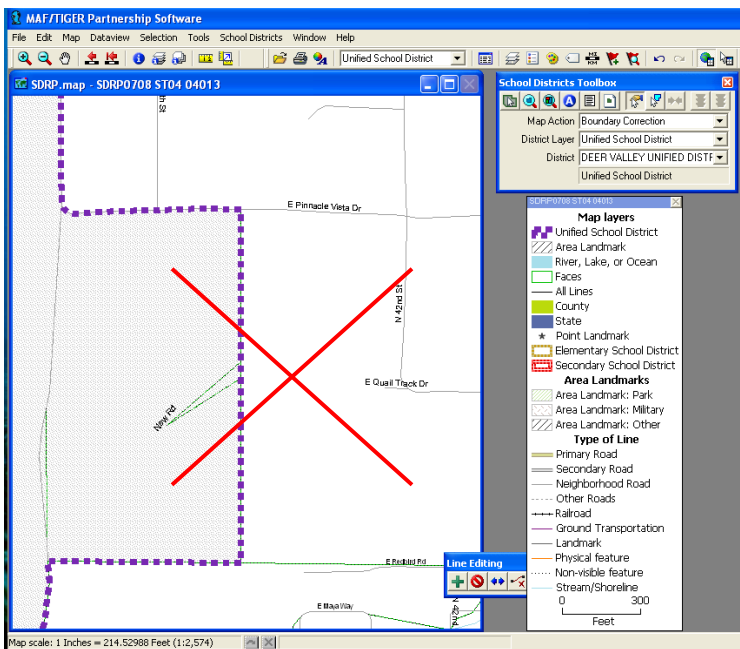 MAF/TIGER Partnership Software
File Edit Map Dataview Selection Tools School Districts Window Help
Unified School District
SDRP.map - SDRP0708 ST04 04013
th St
E Pinnacle Vista Dr
N 42nd St
E Quail Track Dr
New Rd
E Redbird Rd
E Maya Way
N 42nd
School Districts Toolbox
Map Action Boundary Correction
District Layer Unified School District
District DEER VALLEY UNIFIED DISTF
Unified School District
SDRP0708 ST04 04013
Map layers
Unified School District
Area Landmark
River, Lake, or Ocean
Faces
All Lines
County
State
Point Landmark
Elementary School District
Secondary School District
Area Landmarks
Area Landmark: Park
Area Landmark: Military
Area Landmark: Other
Type of Line
Primary Road
Secondary Road
Neighborhood Road
Other Roads
Railroad
Ground Transportation
Landmark
Physical feature
Non-visible feature
Stream/Shoreline
0 300
Feet
Line Editing
Map scale: 1 Inches = 214.52988 Feet (1:2,574)